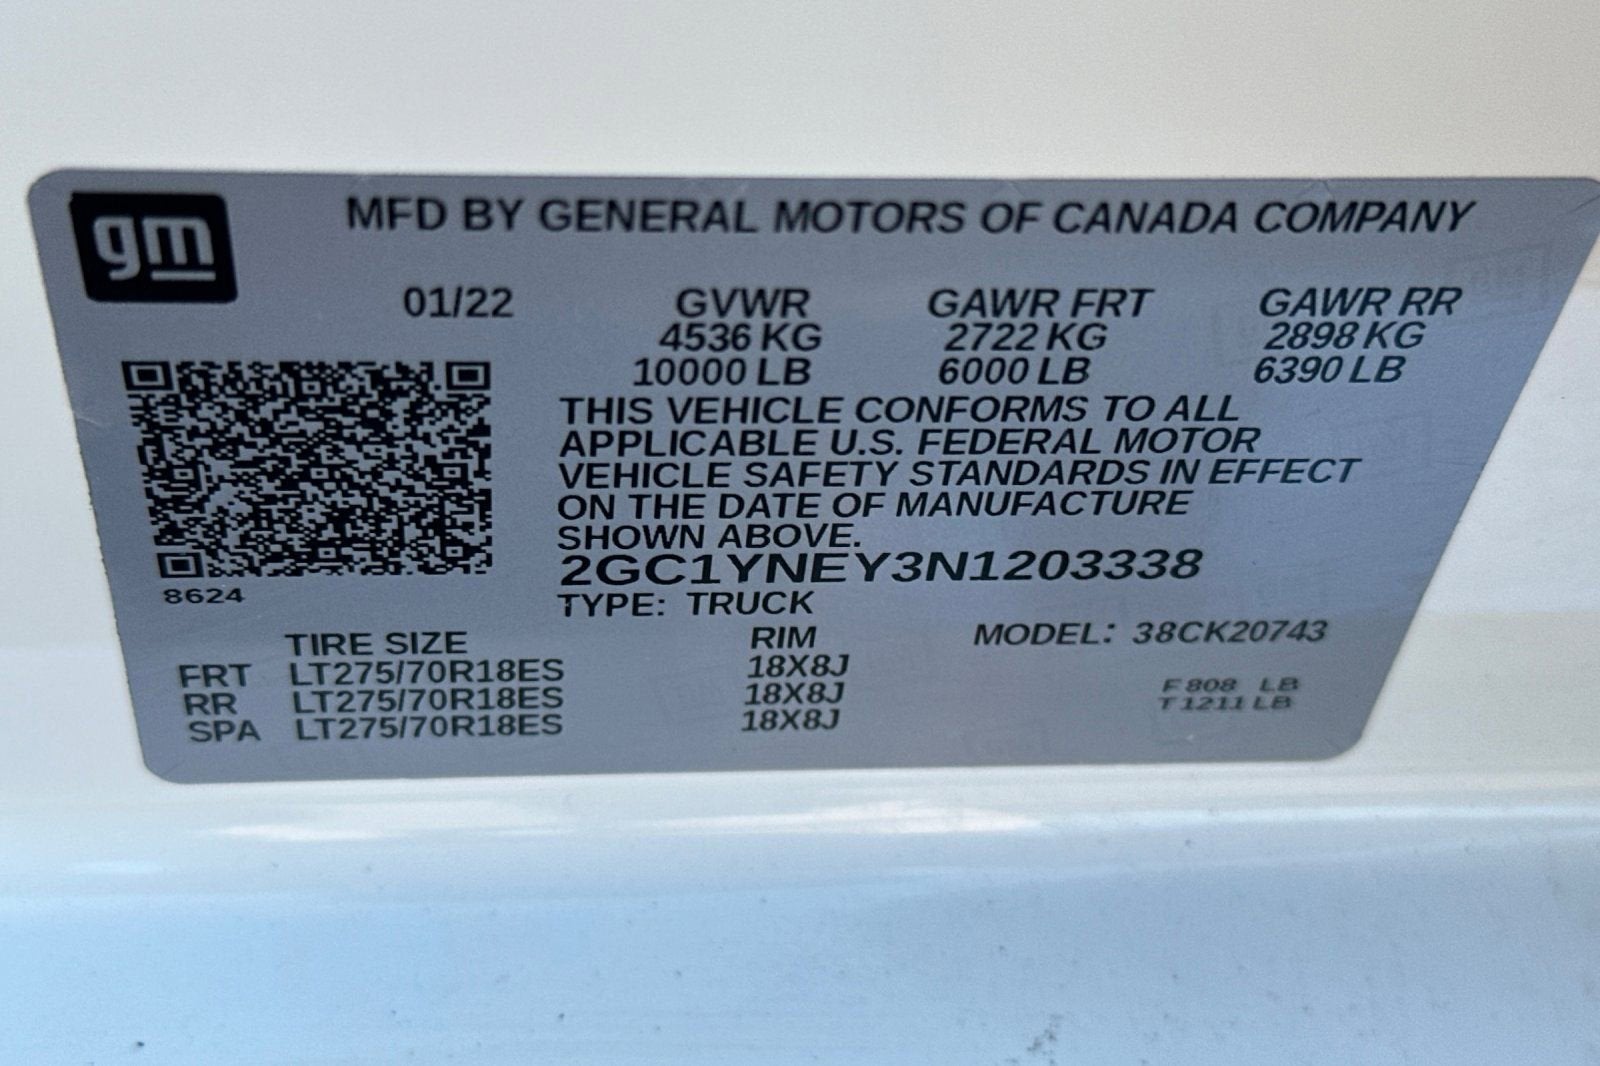 gm
MFD BY GENERAL MOTORS OF CANADA COMPANY
01/22 GVWR GAWR FRT GAWR RR
4536 KG 2722 KG 2898 KG
10000 LB 6000 LB 6390 LB
THIS VEHICLE CONFORMS TO ALL
APPLICABLE U.S. FEDERAL MOTOR
VEHICLE SAFETY STANDARDS IN EFFECT
ON THE DATE OF MANUFACTURE
SHOWN ABOVE.
2GC1YNEY3N1203338
8624
TYPE: TRUCK
TIRE SIZE RIM MODEL: 38CK20743
FRT LT275/70R18ES 18X8J
RR LT275/70R18ES 18X8J
SPA LT275/70R18ES 18X8J
F 808 LB
T 1211 LB